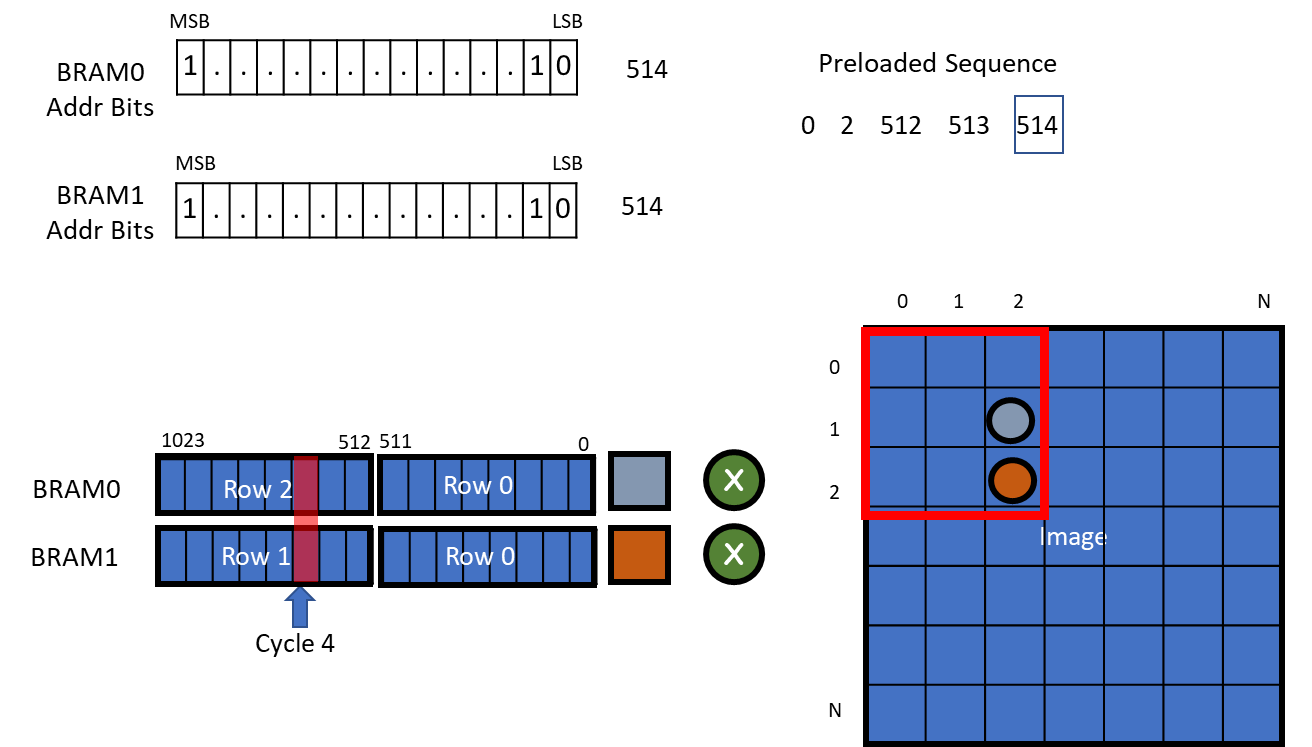 MSB LSB
BRAM0
Addr Bits
1 . . . . . . . . . . . . 1 0
514
Preloaded Sequence
0 2 512 513 514
MSB LSB
BRAM1
Addr Bits
1 . . . . . . . . . . . . 1 0
514
1023 512 511 0
BRAM0 Row 2 Row 0 X
BRAM1 Row 1 Row 0 X
Cycle 4
0 1 2 N
0
1
2
Image
N